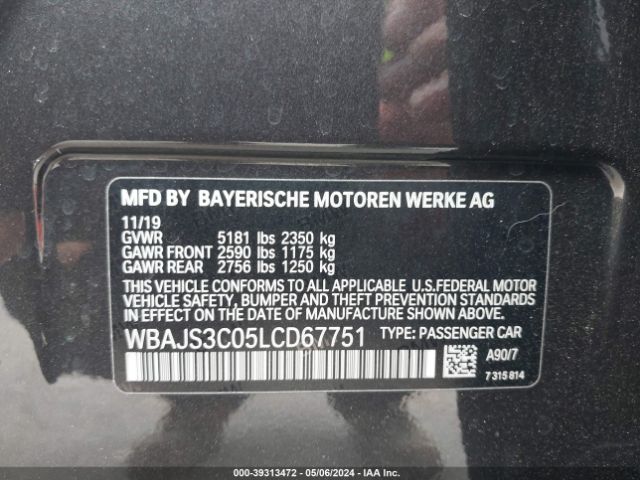 MFD BY BAYERISCHE MOTOREN WERKE AG
11/19
GVWR 5181 lbs 2350 kg
GAWR FRONT 2590 lbs 1175 kg
GAWR REAR 2756 lbs 1250 kg
THIS VEHICLE CONFORMS TO ALL APPLICABLE U.S.FEDERAL MOTOR
VEHICLE SAFETY, BUMPER AND THEFT PREVENTION STANDARDS
IN EFFECT ON THE DATE OF MANUFACTURE SHOWN ABOVE.
WBAJS3C05LCD67751 TYPE: PASSENGER CAR
A90/7
7 315 814
000-39313472 - 05/06/2024 - IAA Inc.